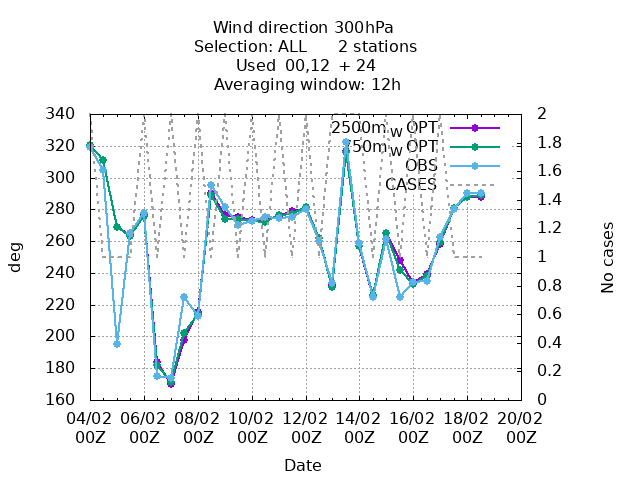 Wind direction 300hPa
Selection: ALL 2 stations
Used 00,12 + 24
Averaging window: 12h
340
320
300
280
260
240
220
200
180
160
2
1.8
1.6
1.4
1.2
1
0.8
0.6
0.4
0.2
0
2500m_w OPT
750m_w OPT
OBS
CASES
deg
No cases
04/02 06/02 08/02 10/02 12/02 14/02 16/02 18/02 20/02
00Z 00Z 00Z 00Z 00Z 00Z 00Z 00Z 00Z
Date